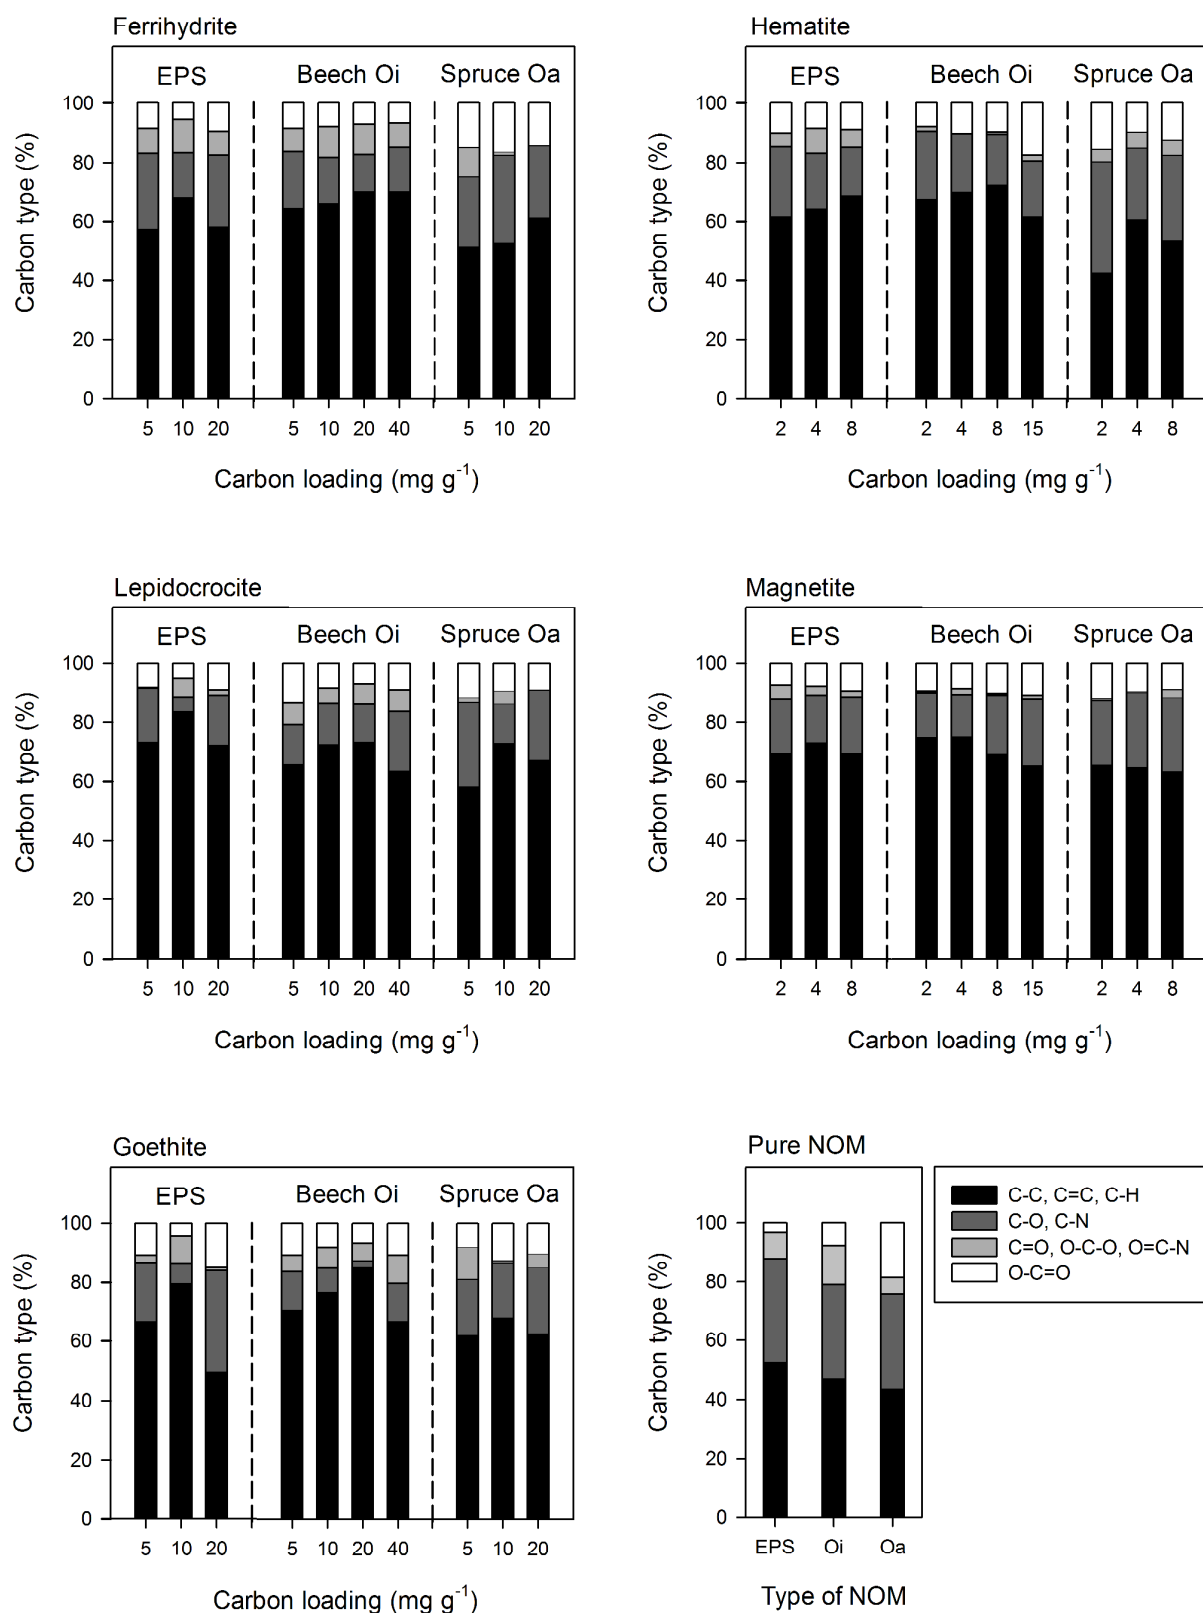 Ferrihydrite
EPS Beech Oi Spruce Oa
Carbon type (%)
100
80
60
40
20
0
5 10 20 5 10 20 40 5 10 20
Carbon loading (mg g⁻¹)
Hematite
EPS Beech Oi Spruce Oa
Carbon type (%)
100
80
60
40
20
0
2 4 8 2 4 8 15 2 4 8
Carbon loading (mg g⁻¹)
Lepidocrocite
EPS Beech Oi Spruce Oa
Carbon type (%)
100
80
60
40
20
0
5 10 20 5 10 20 40 5 10 20
Carbon loading (mg g⁻¹)
Magnetite
EPS Beech Oi Spruce Oa
Carbon type (%)
100
80
60
40
20
0
2 4 8 2 4 8 15 2 4 8
Carbon loading (mg g⁻¹)
Goethite
EPS Beech Oi Spruce Oa
Carbon type (%)
100
80
60
40
20
0
5 10 20 5 10 20 40 5 10 20
Carbon loading (mg g⁻¹)
Pure NOM
Carbon type (%)
100
80
60
40
20
0
EPS Oi Oa
Type of NOM
C-C, C=C, C-H
C-O, C-N
C=O, O-C-O, O=C-N
O-C=O